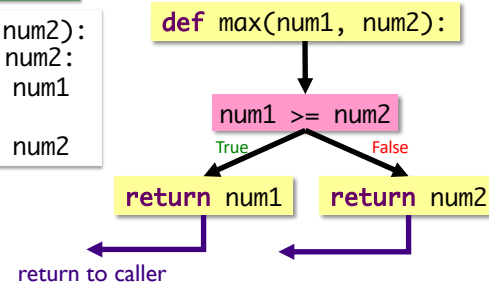 num2):
num2:
num1
num2
def max(num1, num2):
num1 >= num2
True
False
return num1
return num2
return to caller